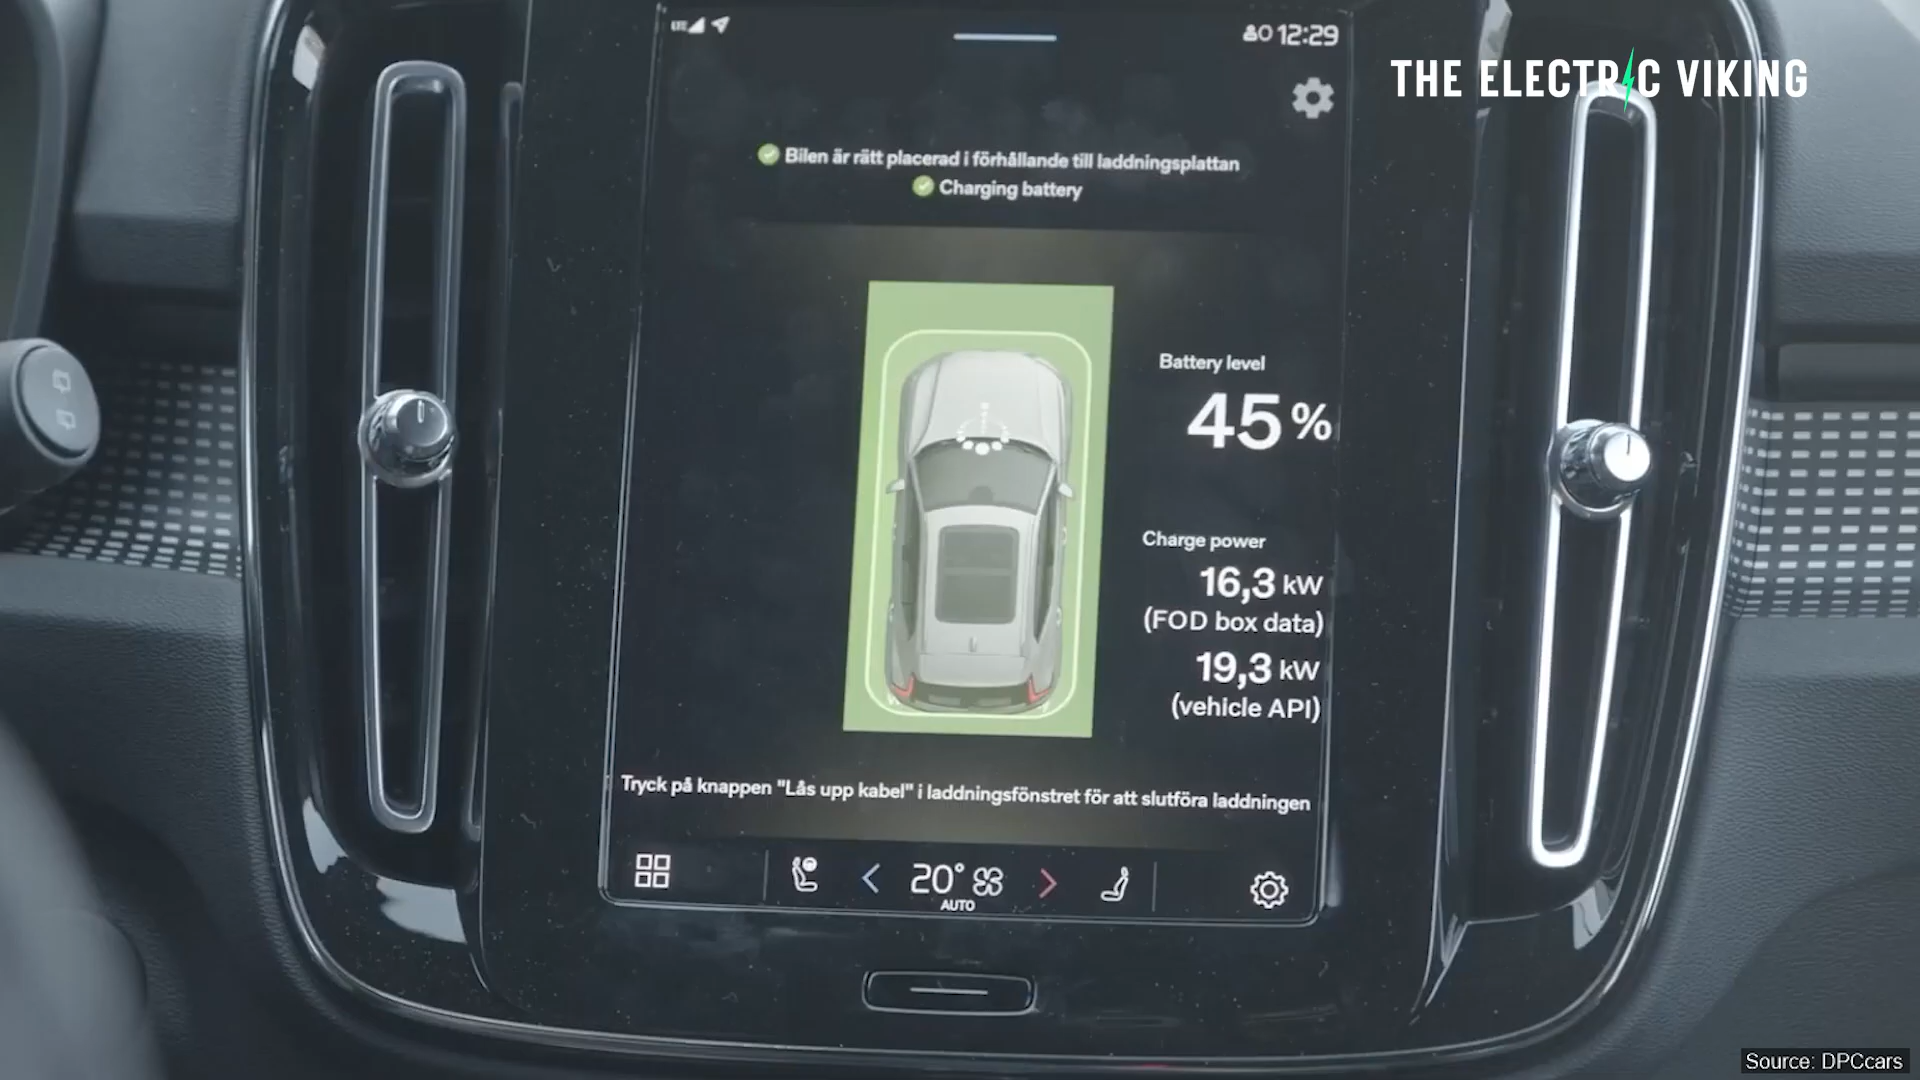 LTE
12:29
THE ELECTRIC VIKING
Bilen är rätt placerad i förhållande till laddningsplattan
Charging battery
Battery level
45 %
Charge power
16,3 kW
(FOD box data)
19,3 kW
(vehicle API)
Tryck på knappen "Lås upp kabel" i laddningsfönstret för att slutföra laddningen
20°
AUTO
Source: DPCcars